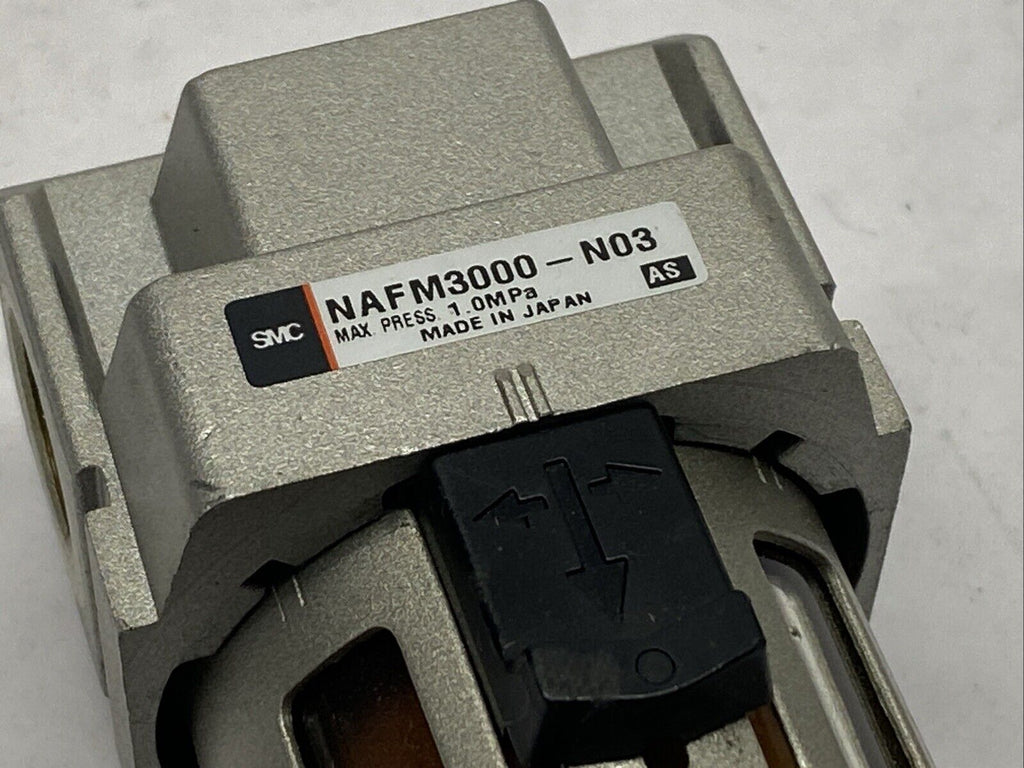 SMC
NAFM3000-N03
MAX. PRESS. 1.0MPa
AS
MADE IN JAPAN